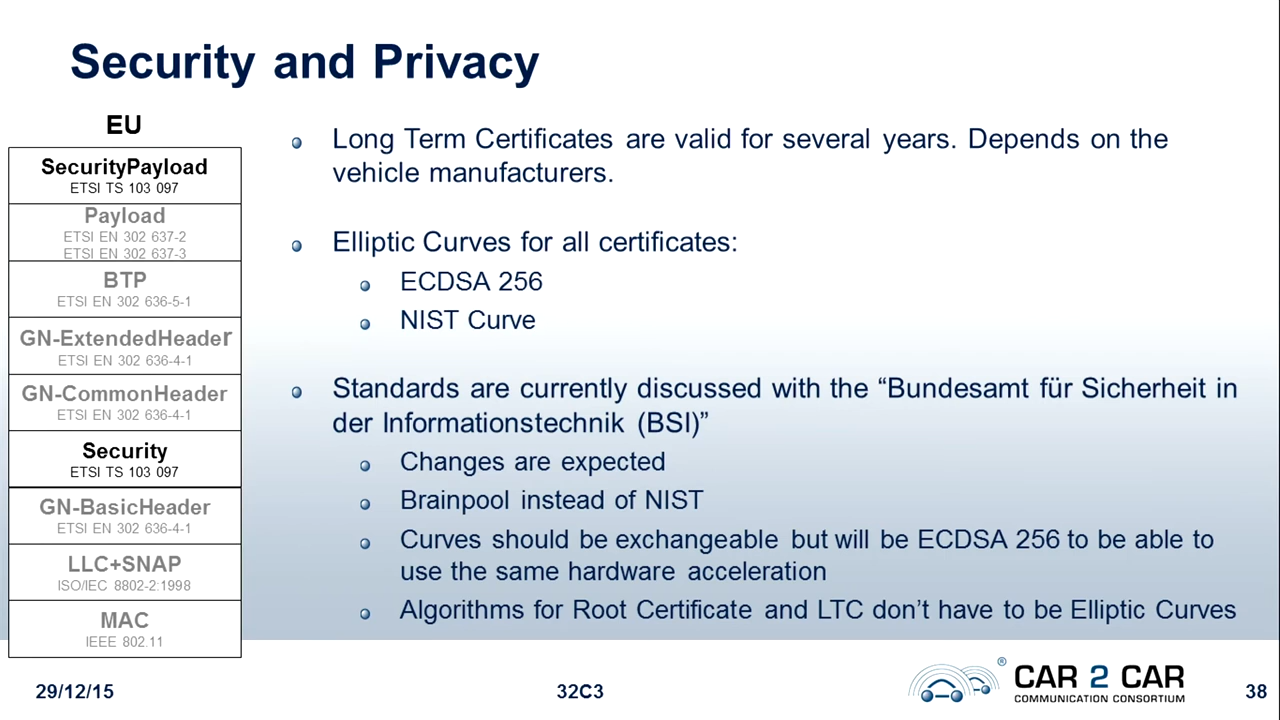 Security and Privacy
EU
SecurityPayload
ETSI TS 103 097
Payload
ETSI EN 302 637-2
ETSI EN 302 637-3
BTP
ETSI EN 302 636-5-1
GN-ExtendedHeader
ETSI EN 302 636-4-1
GN-CommonHeader
ETSI EN 302 636-4-1
Security
ETSI TS 103 097
GN-BasicHeader
ETSI EN 302 636-4-1
LLC+SNAP
ISO/IEC 8802-2:1998
MAC
IEEE 802.11
Long Term Certificates are valid for several years. Depends on the
vehicle manufacturers.
Elliptic Curves for all certificates:
ECDSA 256
NIST Curve
Standards are currently discussed with the “Bundesamt für Sicherheit in
der Informationstechnik (BSI)”
Changes are expected
Brainpool instead of NIST
Curves should be exchangeable but will be ECDSA 256 to be able to
use the same hardware acceleration
Algorithms for Root Certificate and LTC don’t have to be Elliptic Curves
29/12/15
32C3
® CAR 2 CAR
COMMUNICATION CONSORTIUM
38